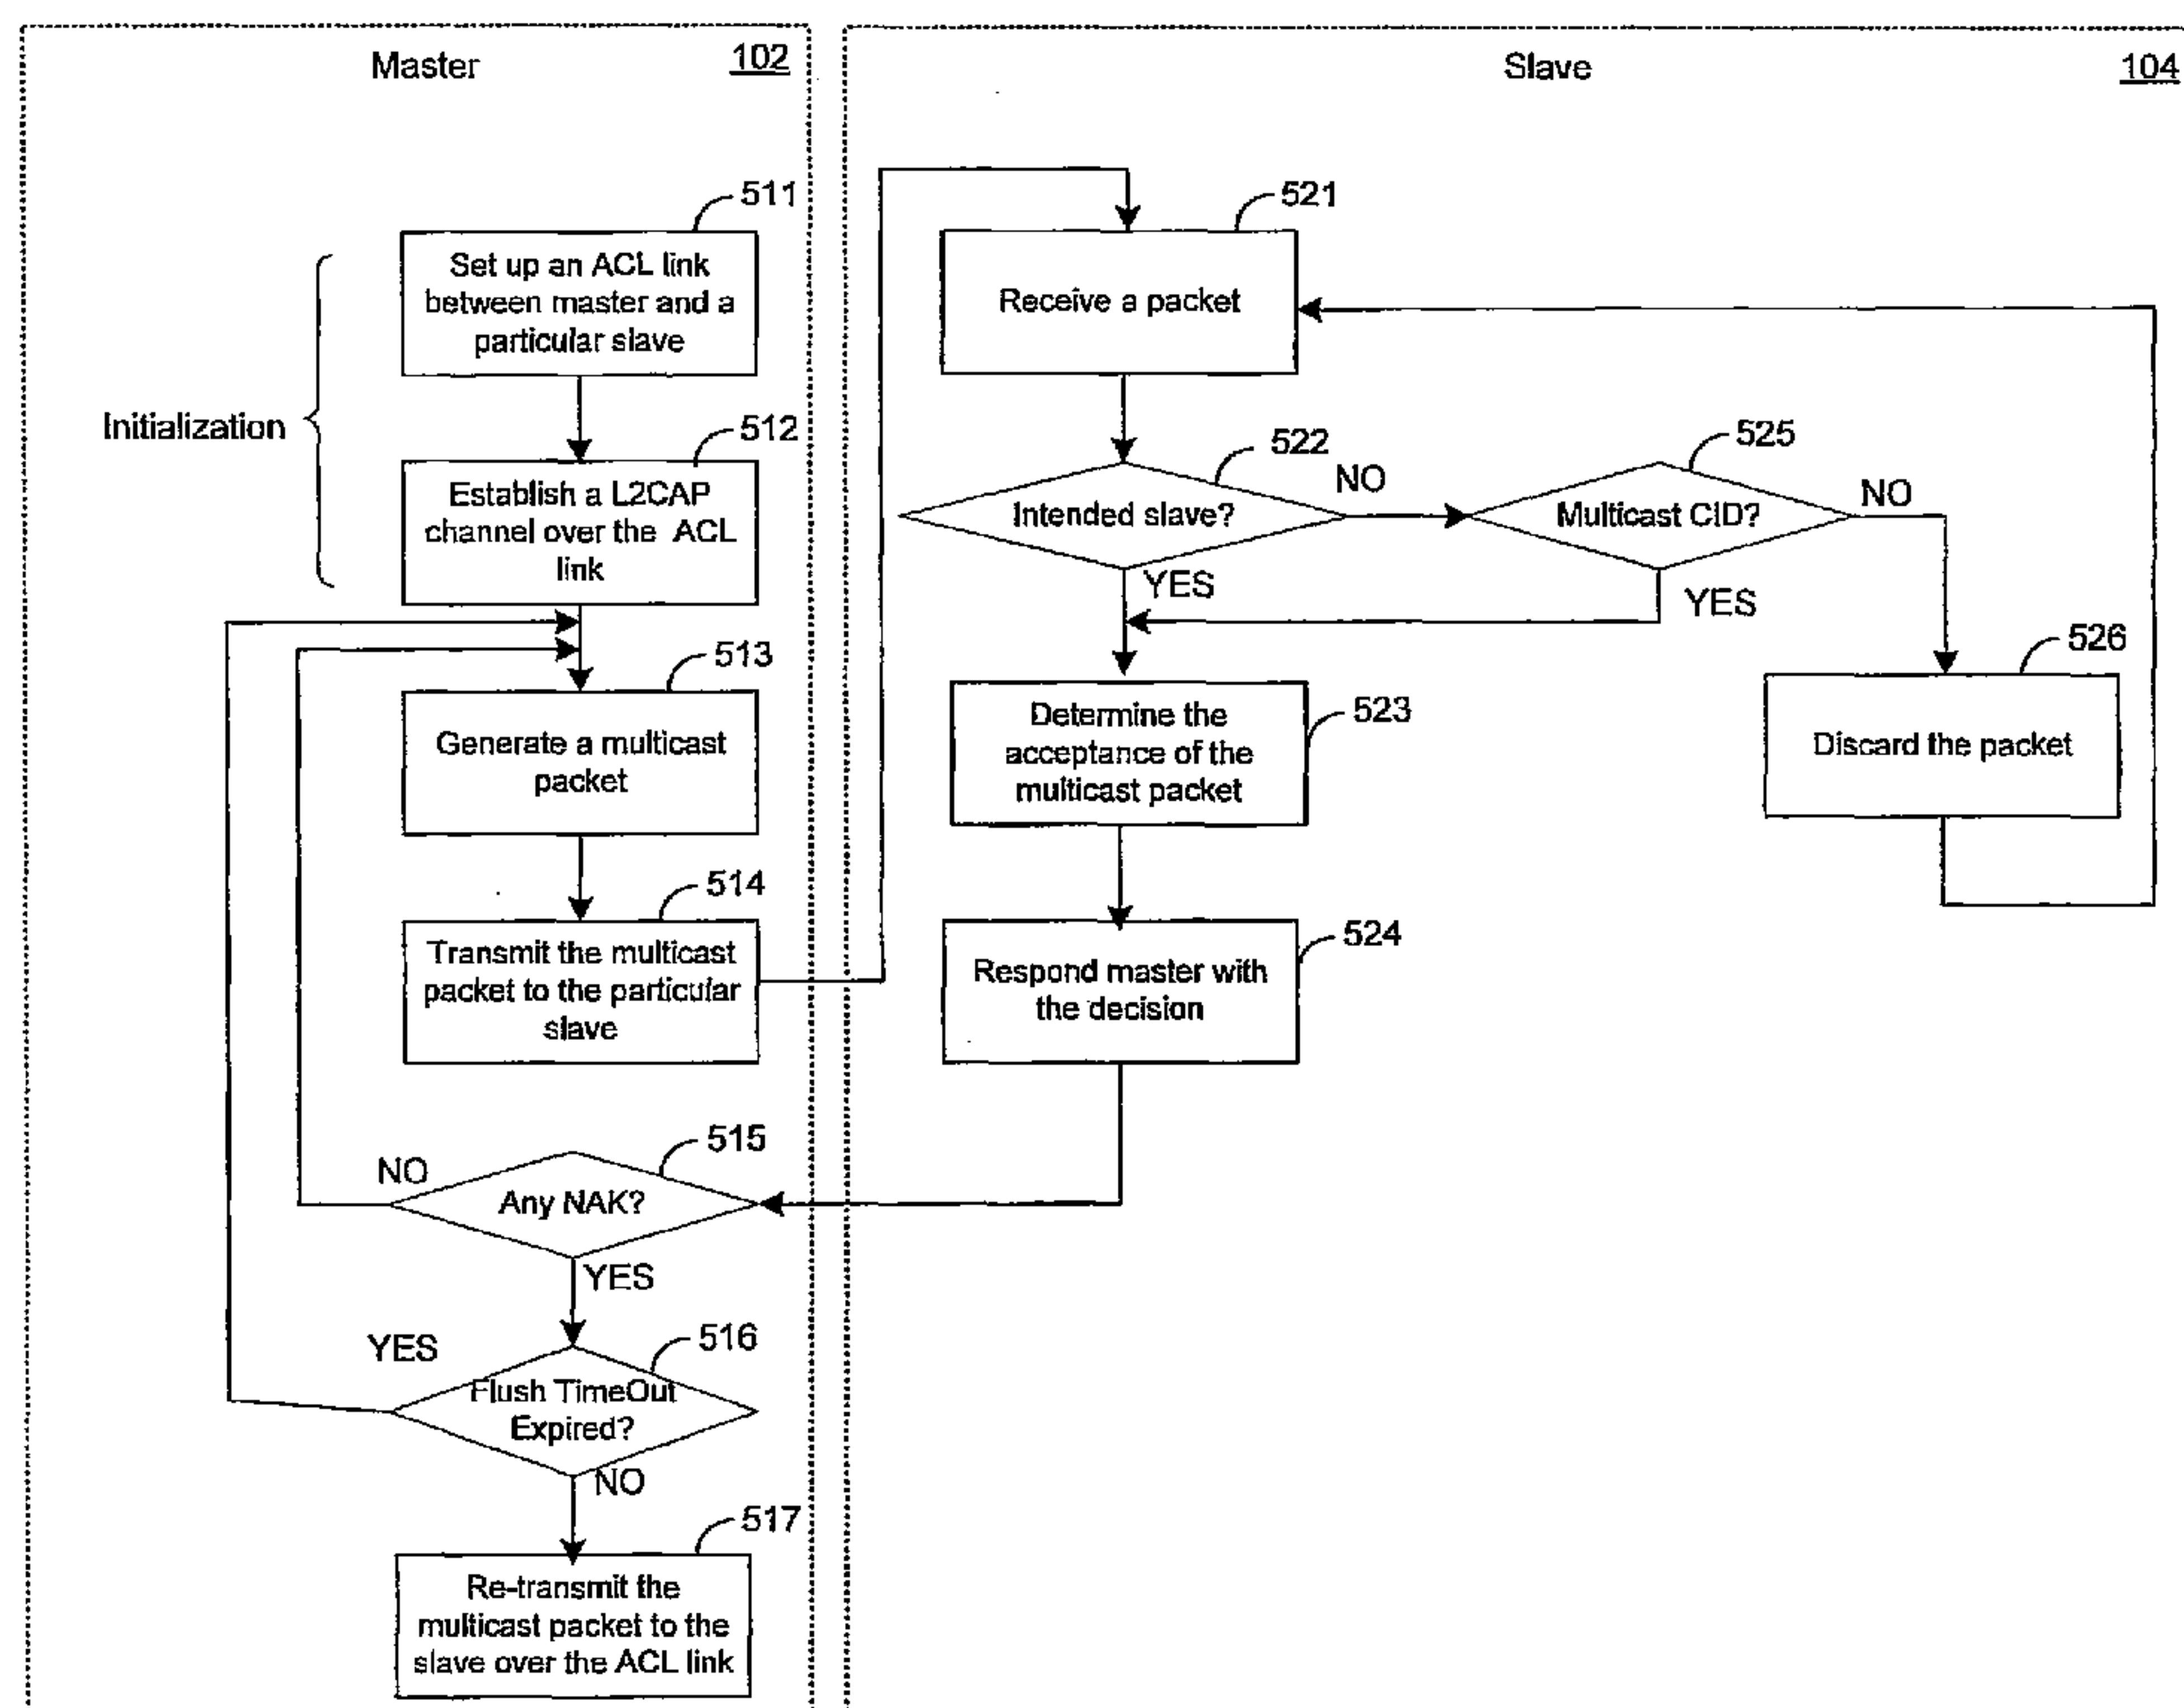 Master
102
Slave
104
511
Set up an ACL link
between master and a
particular slave
Initialization
512
Establish a L2CAP
channel over the ACL
link
513
Generate a multicast
packet
514
Transmit the multicast
packet to the particular
slave
515
Any NAK?
NO
YES
516
Flush TimeOut
Expired?
YES
NO
517
Re-transmit the
multicast packet to the
slave over the ACL link
521
Receive a packet
522
Intended slave?
NO
YES
525
Multicast CID?
NO
YES
523
Determine the
acceptance of the
multicast packet
526
Discard the packet
524
Respond master with
the decision